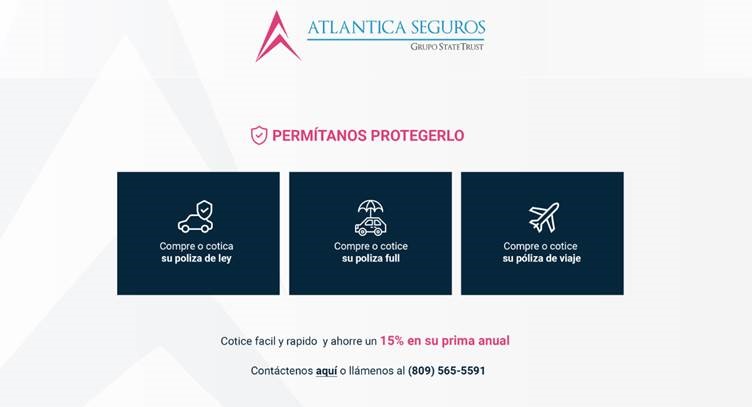 ATLANTICA SEGUROS
GRUPO STATETRUST
PERMÍTANOS PROTEGERLO
Compre o cotica
su poliza de ley
Compre o cotice
su poliza full
Compre o cotice
su póliza de viaje
Cotice facil y rapido y ahorre un 15% en su prima anual
Contáctenos aquí o llámenos al (809) 565-5591